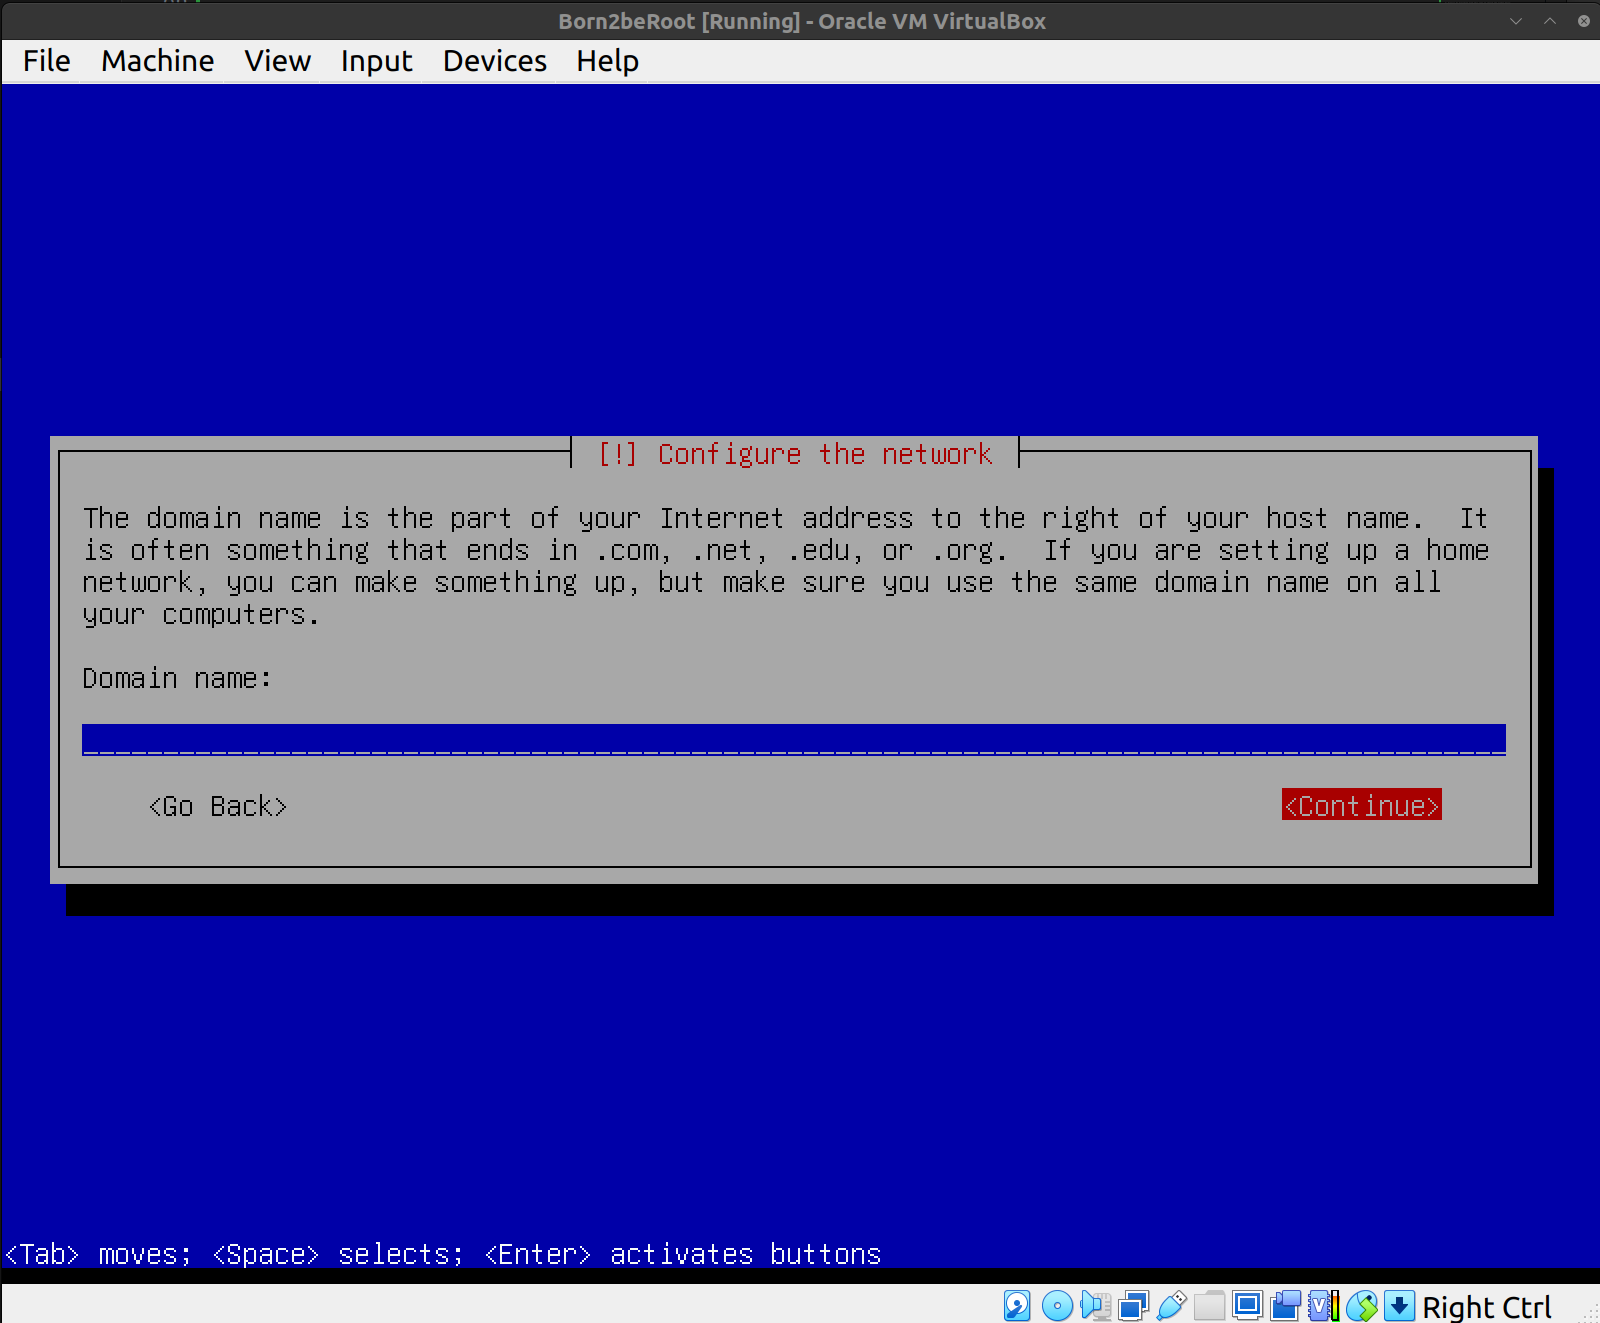 Born2beRoot [Running] - Oracle VM VirtualBox
File Machine View Input Devices Help
[!] Configure the network
The domain name is the part of your Internet address to the right of your host name.  It
is often something that ends in .com, .net, .edu, or .org.  If you are setting up a home
network, you can make something up, but make sure you use the same domain name on all
your computers.
Domain name:
<Go Back> <Continue>
<Tab> moves; <Space> selects; <Enter> activates buttons
Right Ctrl